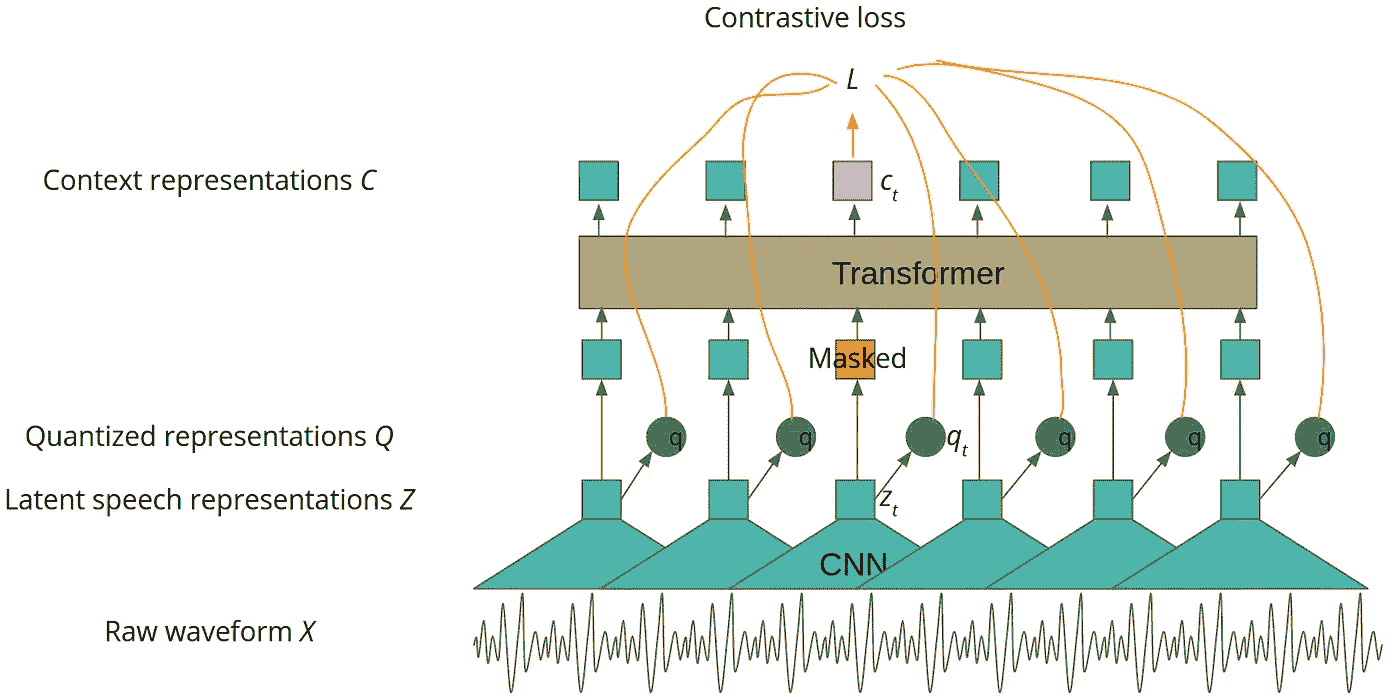 Contrastive loss
L
Context representations C
c_t
Transformer
Masked
Quantized representations Q
q q q_t q q q
Latent speech representations Z
z_t
CNN
Raw waveform X